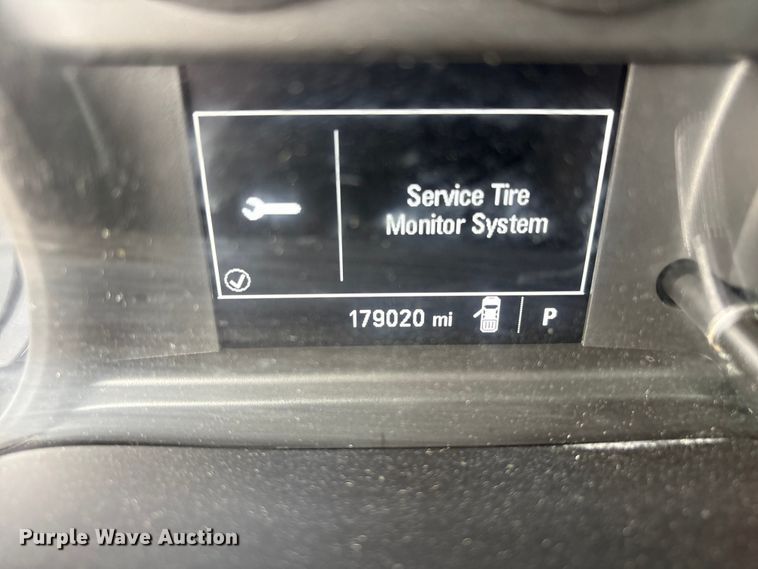 Service Tire
Monitor System
179020 mi P
Purple Wave Auction